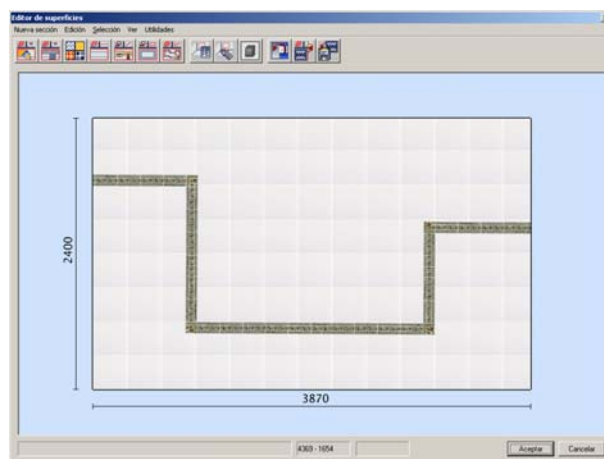 Editor de superficies
Nueva sección Edición Selección Ver Utilidades
2400
3870
4369 - 1654
Aceptar Cancelar